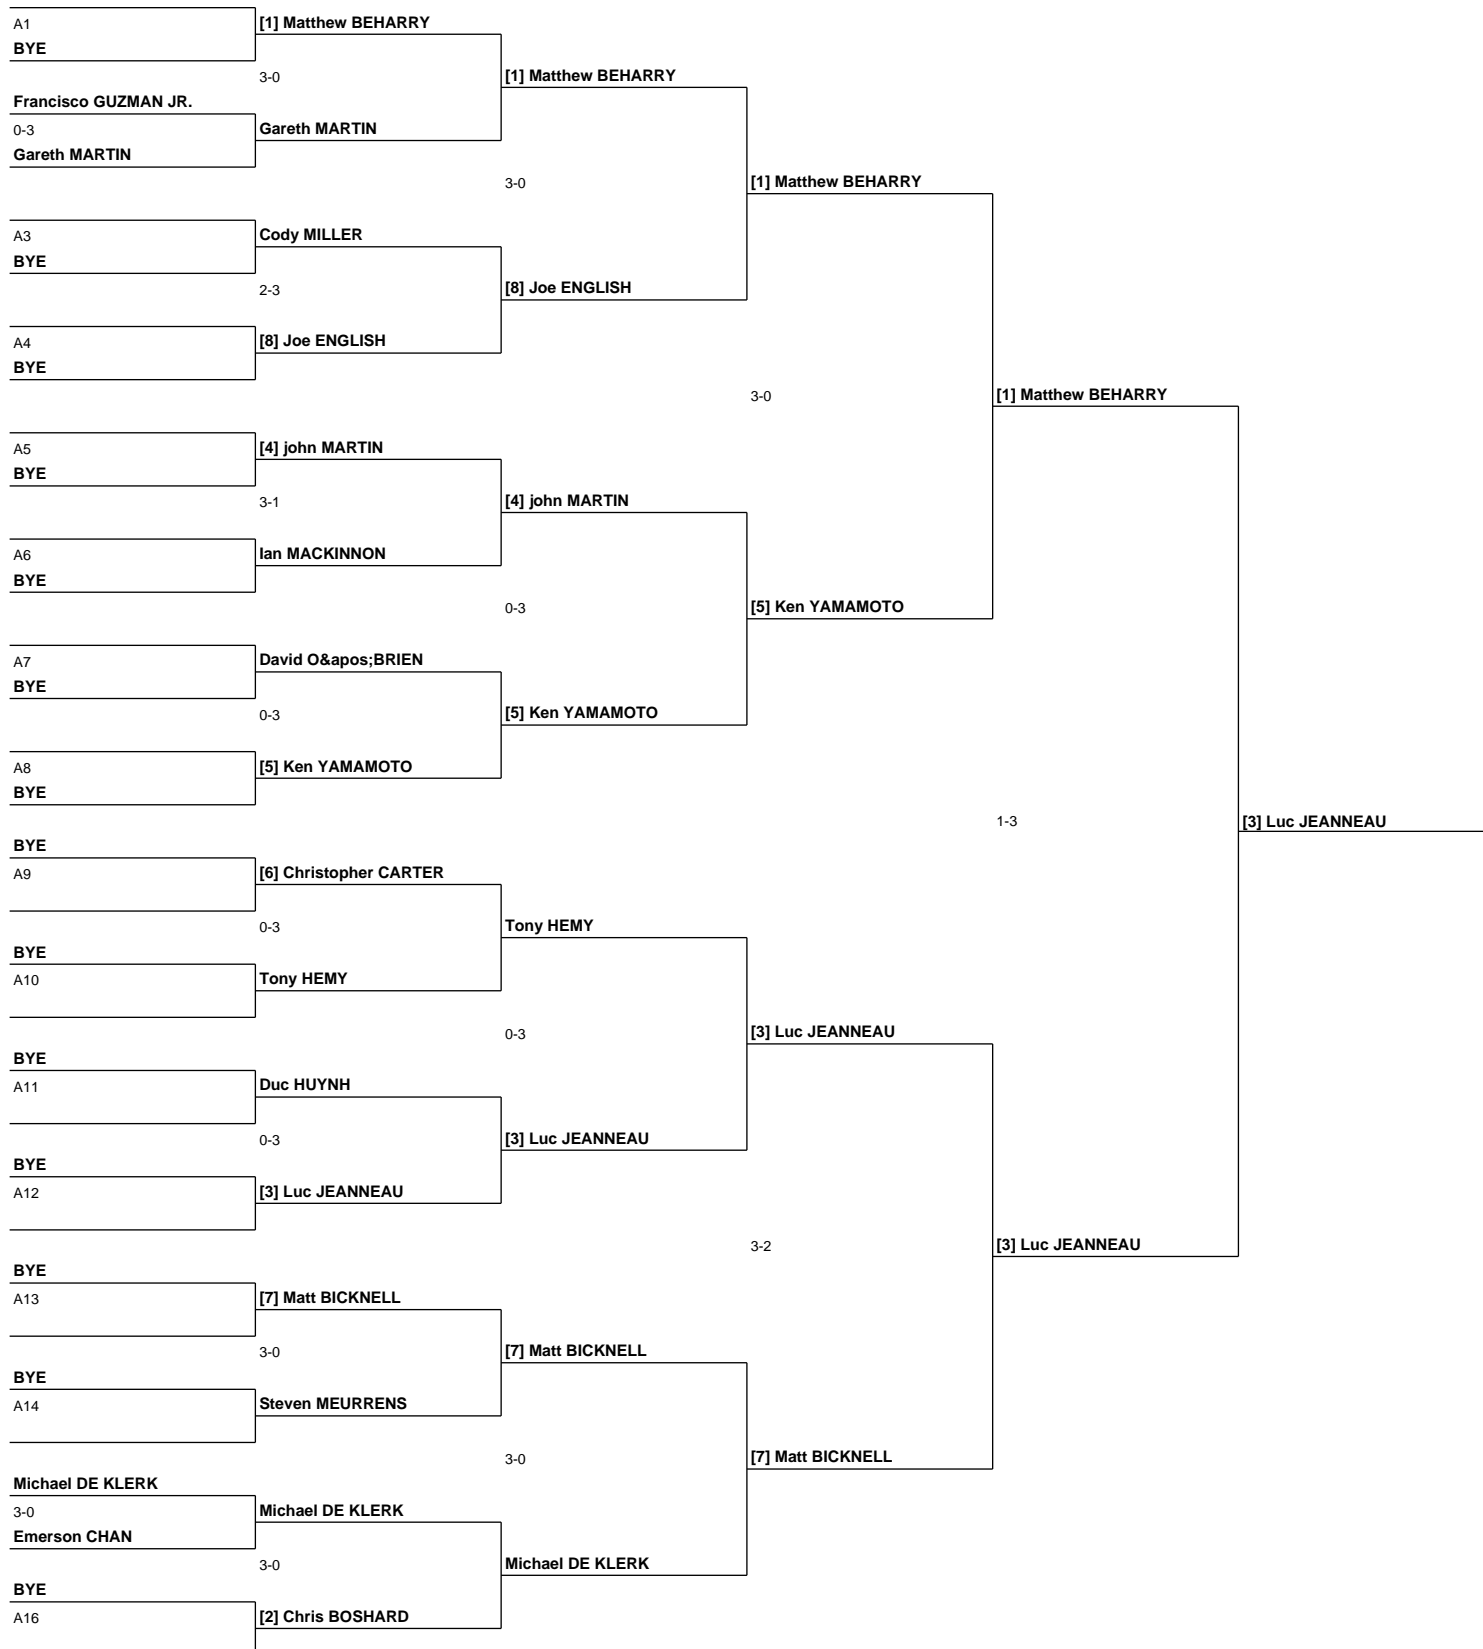 A1
BYE
Francisco GUZMAN JR.
0-3
Gareth MARTIN
A3
BYE
A4
BYE
A5
BYE
A6
BYE
A7
BYE
A8
BYE
BYE
A9
BYE
A10
BYE
A11
BYE
A12
BYE
A13
BYE
A14
Michael DE KLERK
3-0
Emerson CHAN
BYE
A16
[1] Matthew BEHARRY
3-0
Gareth MARTIN
Cody MILLER
2-3
[8] Joe ENGLISH
[4] john MARTIN
3-1
Ian MACKINNON
David O&apos;BRIEN
0-3
[5] Ken YAMAMOTO
[6] Christopher CARTER
0-3
Tony HEMY
Duc HUYNH
0-3
[3] Luc JEANNEAU
[7] Matt BICKNELL
3-0
Steven MEURRENS
Michael DE KLERK
3-0
[2] Chris BOSHARD
[1] Matthew BEHARRY
3-0
[8] Joe ENGLISH
[4] john MARTIN
0-3
[5] Ken YAMAMOTO
Tony HEMY
0-3
[3] Luc JEANNEAU
[7] Matt BICKNELL
3-0
Michael DE KLERK
[1] Matthew BEHARRY
3-0
[5] Ken YAMAMOTO
[3] Luc JEANNEAU
3-2
[7] Matt BICKNELL
[1] Matthew BEHARRY
1-3
[3] Luc JEANNEAU
[3] Luc JEANNEAU